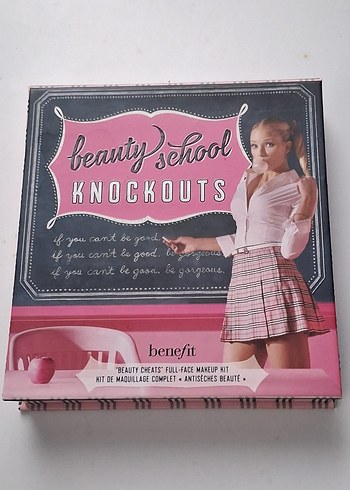 beauty school
KNOCKOUTS
if you can't be good.
if you can't be good. be gorgeous
if you can't be good. be gorgeous.
benefit
"BEAUTY CHEATS" FULL-FACE MAKEUP KIT
KIT DE MAQUILLAGE COMPLET • ANTISÈCHES BEAUTÉ •